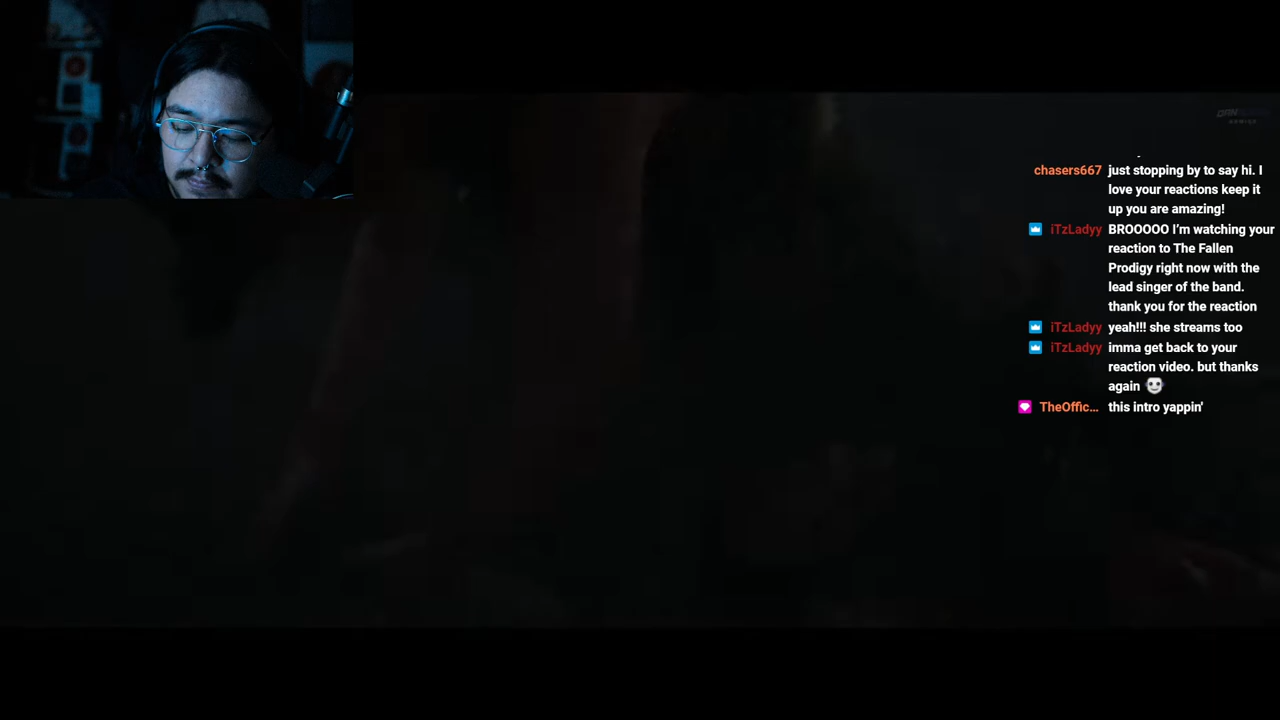 chasers667 just stopping by to say hi. I
love your reactions keep it
up you are amazing!
iTzLadyy BROOOOO I'm watching your
reaction to The Fallen
Prodigy right now with the
lead singer of the band.
thank you for the reaction
iTzLadyy yeah!!! she streams too
iTzLadyy imma get back to your
reaction video. but thanks
again
TheOffic... this intro yappin'